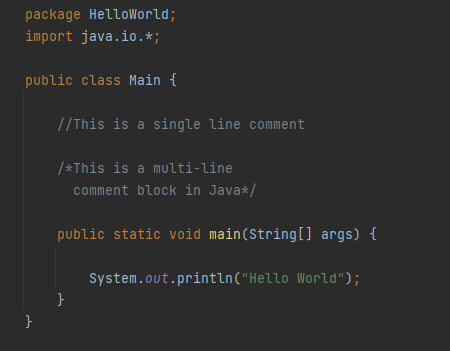 package HelloWorld;
import java.io.*;
public class Main {
//This is a single line comment
/*This is a multi-line
comment block in Java*/
public static void main(String[] args) {
System.out.println("Hello World");
}
}